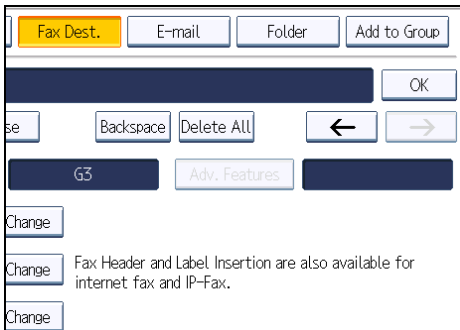 Fax Dest. E-mail Folder Add to Group
OK
se Backspace Delete All ← →
G3 Adv. Features
Change
Change Fax Header and Label Insertion are also available for
internet fax and IP-Fax.
Change